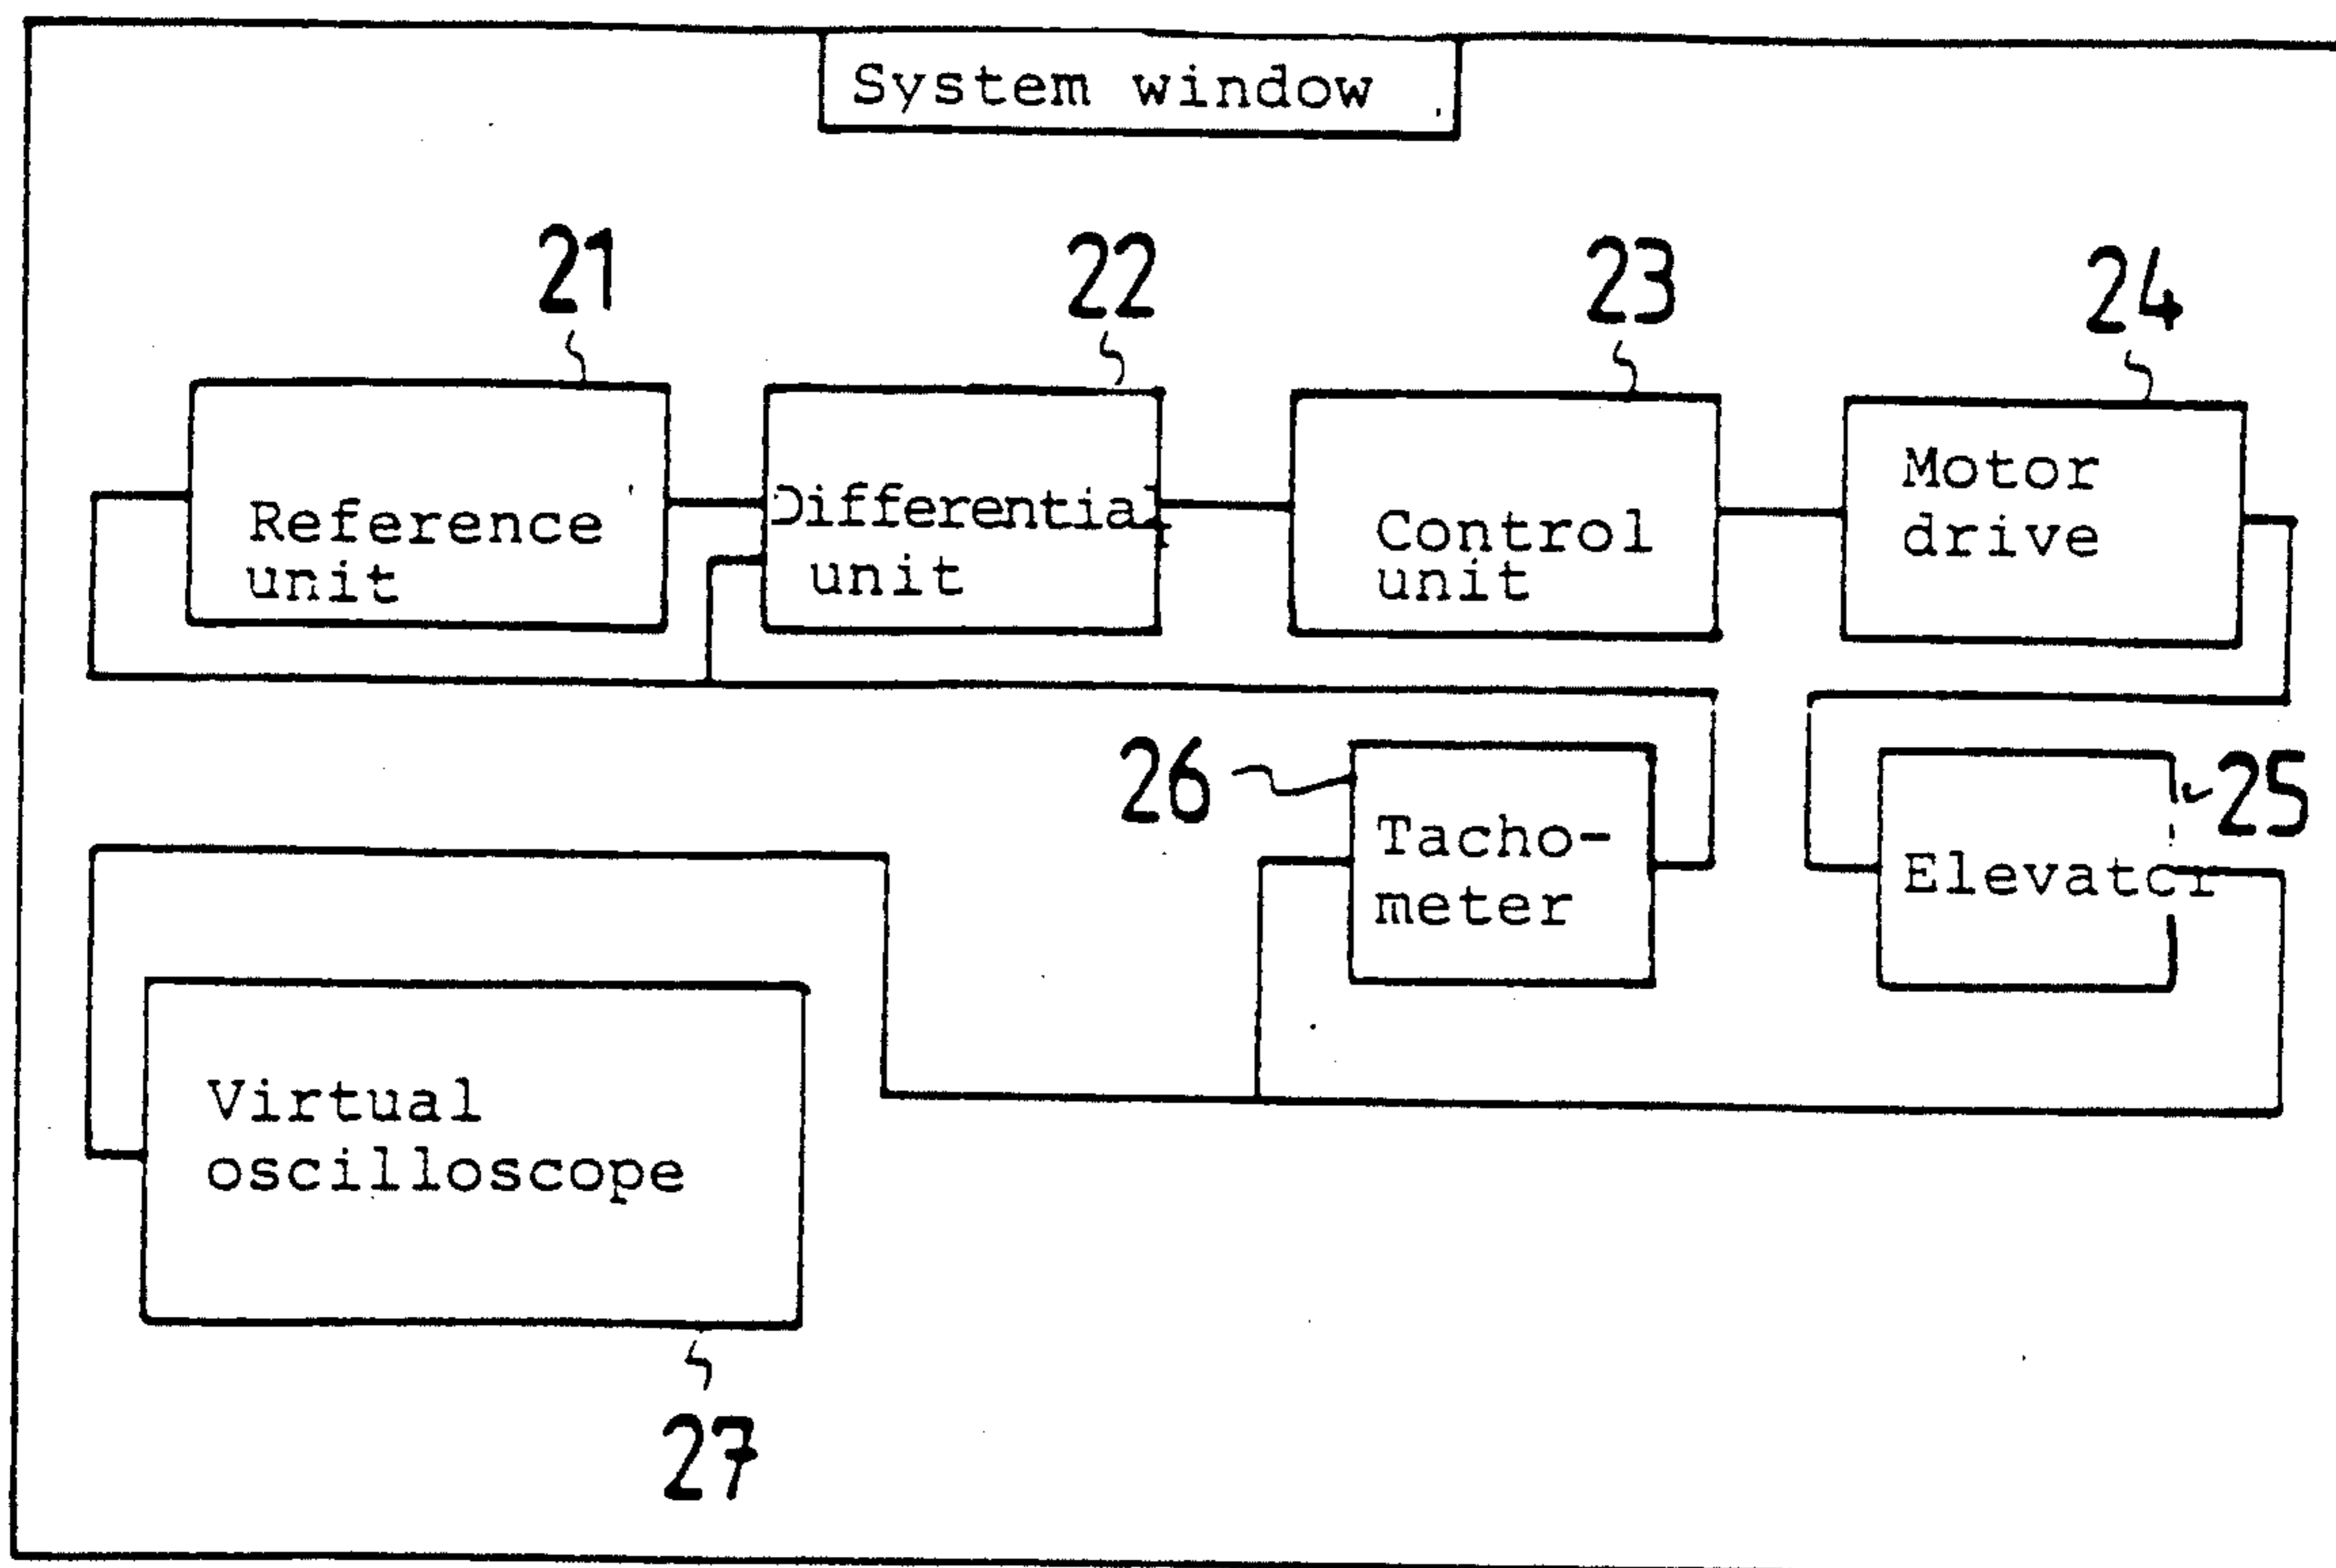 System window
21
22
23
24
Reference
unit
Differential
unit
Control
unit
Motor
drive
26
25
Tacho-
meter
Elevator
Virtual
oscilloscope
27